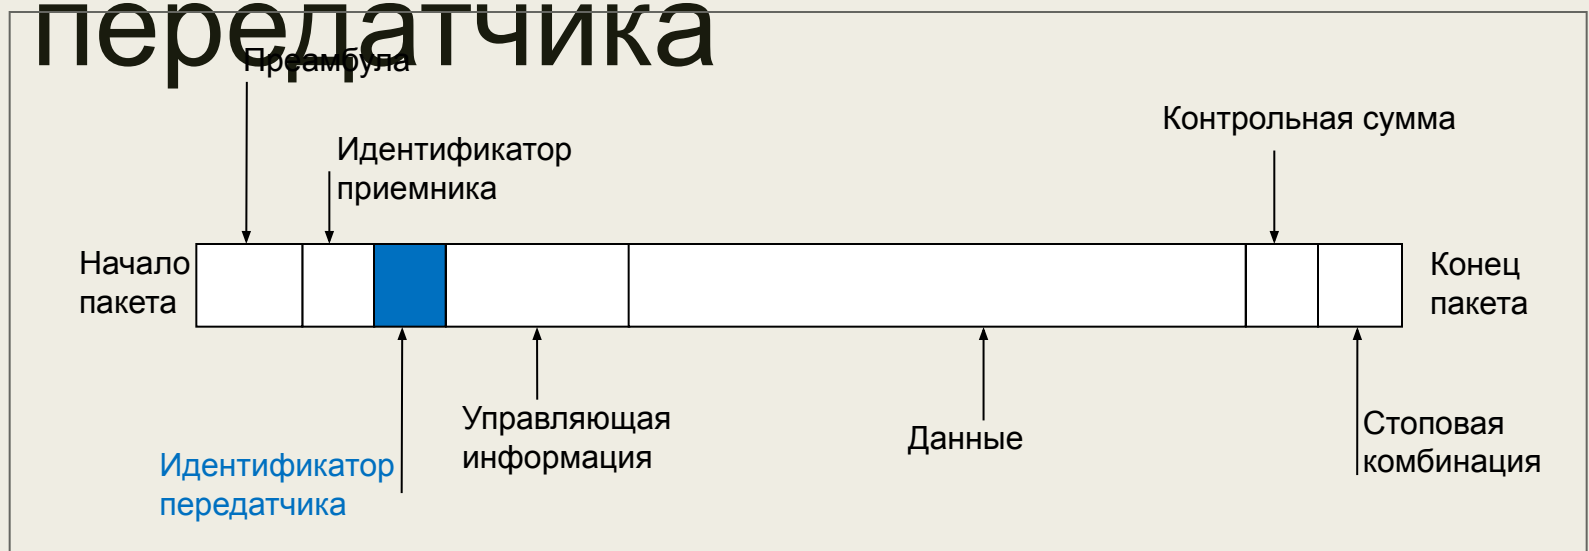 передатчика
Преамбула
Контрольная сумма
Идентификатор
приемника
Начало
пакета
Конец
пакета
Управляющая
информация
Данные
Стоповая
комбинация
Идентификатор
передатчика